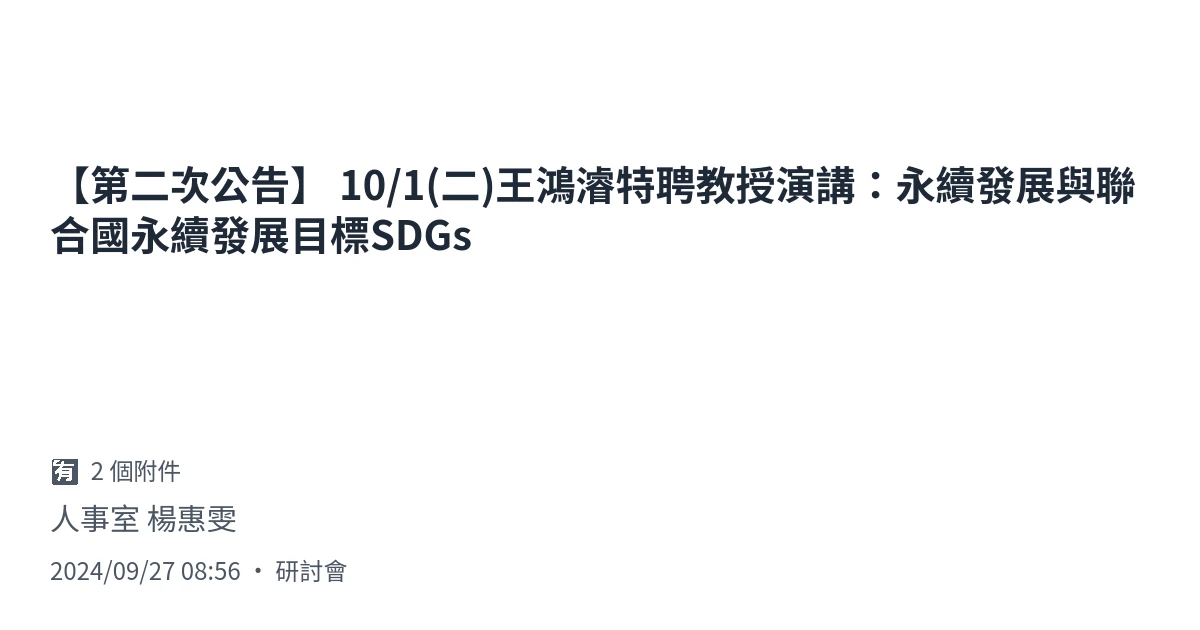 【第二次公告】 10/1(二)王鴻濬特聘教授演講：永續發展與聯
合國永續發展目標SDGs
有 2 個附件
人事室 楊惠雯
2024/09/27 08:56 • 研討會